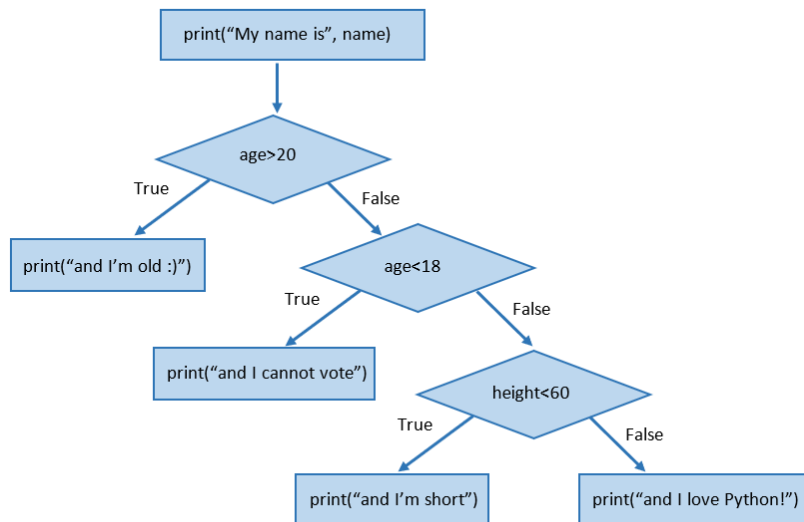 print(“My name is”, name)
age>20
True
False
print(“and I’m old :)”)
age<18
True
False
print(“and I cannot vote”)
height<60
True
False
print(“and I’m short”)
print(“and I love Python!”)